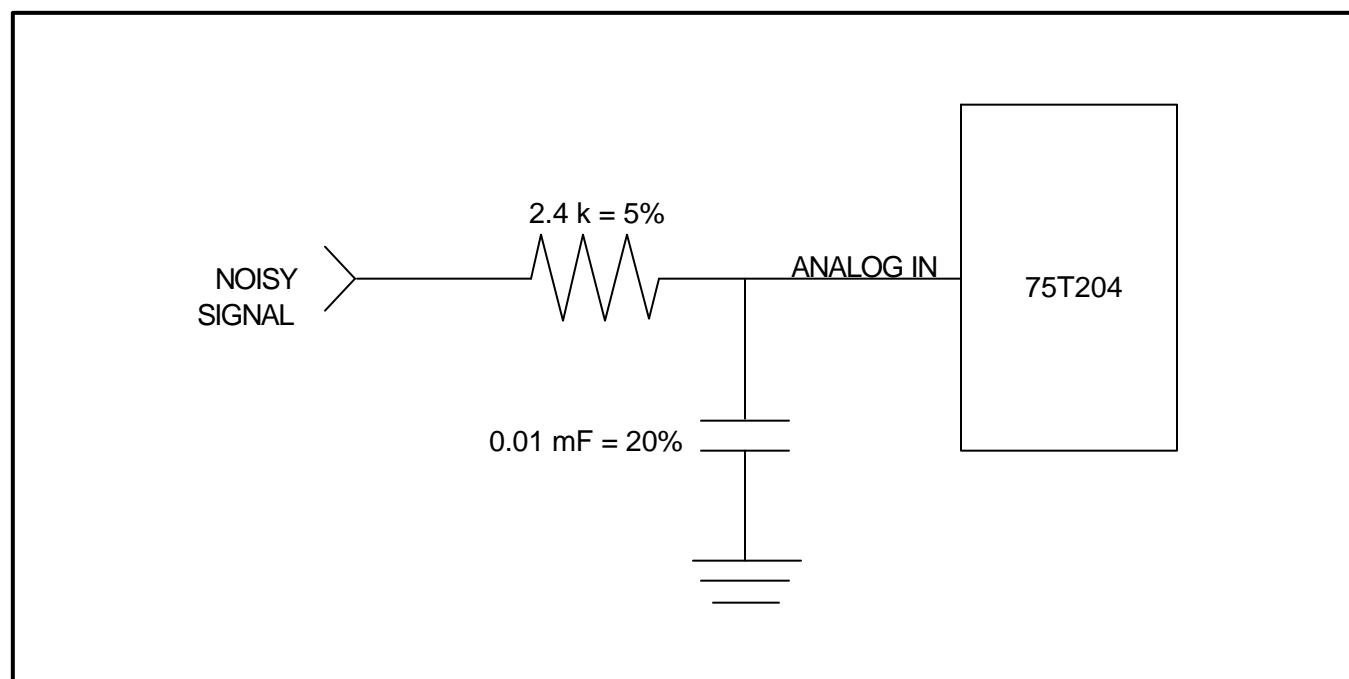 2.4 k = 5%
NOISY
SIGNAL
ANALOG IN
75T204
0.01 mF = 20%